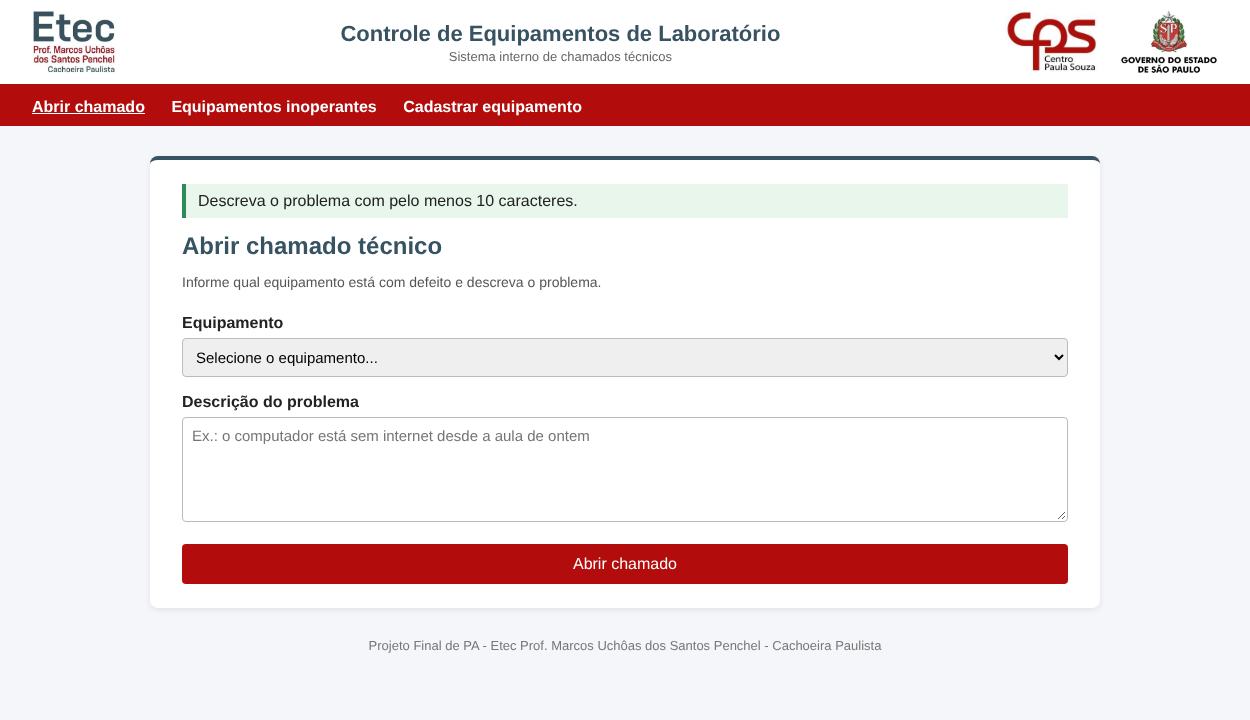 Etec
Prof. Marcos Uchôas
dos Santos Penchel
Cachoeira Paulista
Controle de Equipamentos de Laboratório
Sistema interno de chamados técnicos
CPS
Centro
Paula Souza
GOVERNO DO ESTADO
DE SÃO PAULO
Abrir chamado
Equipamentos inoperantes
Cadastrar equipamento
Descreva o problema com pelo menos 10 caracteres.
Abrir chamado técnico
Informe qual equipamento está com defeito e descreva o problema.
Equipamento
Selecione o equipamento...
Descrição do problema
Ex.: o computador está sem internet desde a aula de ontem
Abrir chamado
Projeto Final de PA - Etec Prof. Marcos Uchôas dos Santos Penchel - Cachoeira Paulista